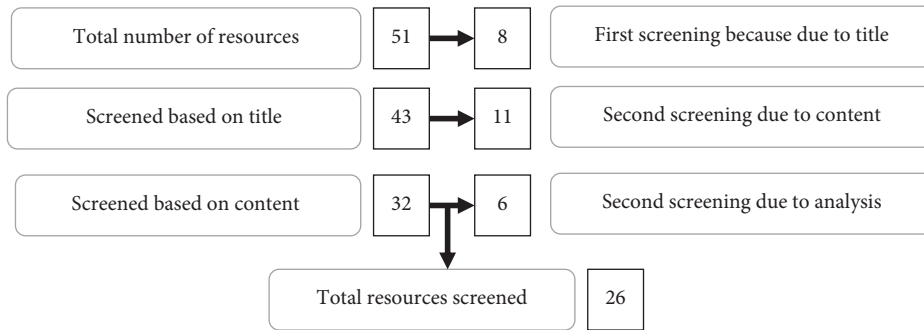 Total number of resources 51 8 First screening because due to title
Screened based on title 43 11 Second screening due to content
Screened based on content 32 6 Second screening due to analysis
Total resources screened 26